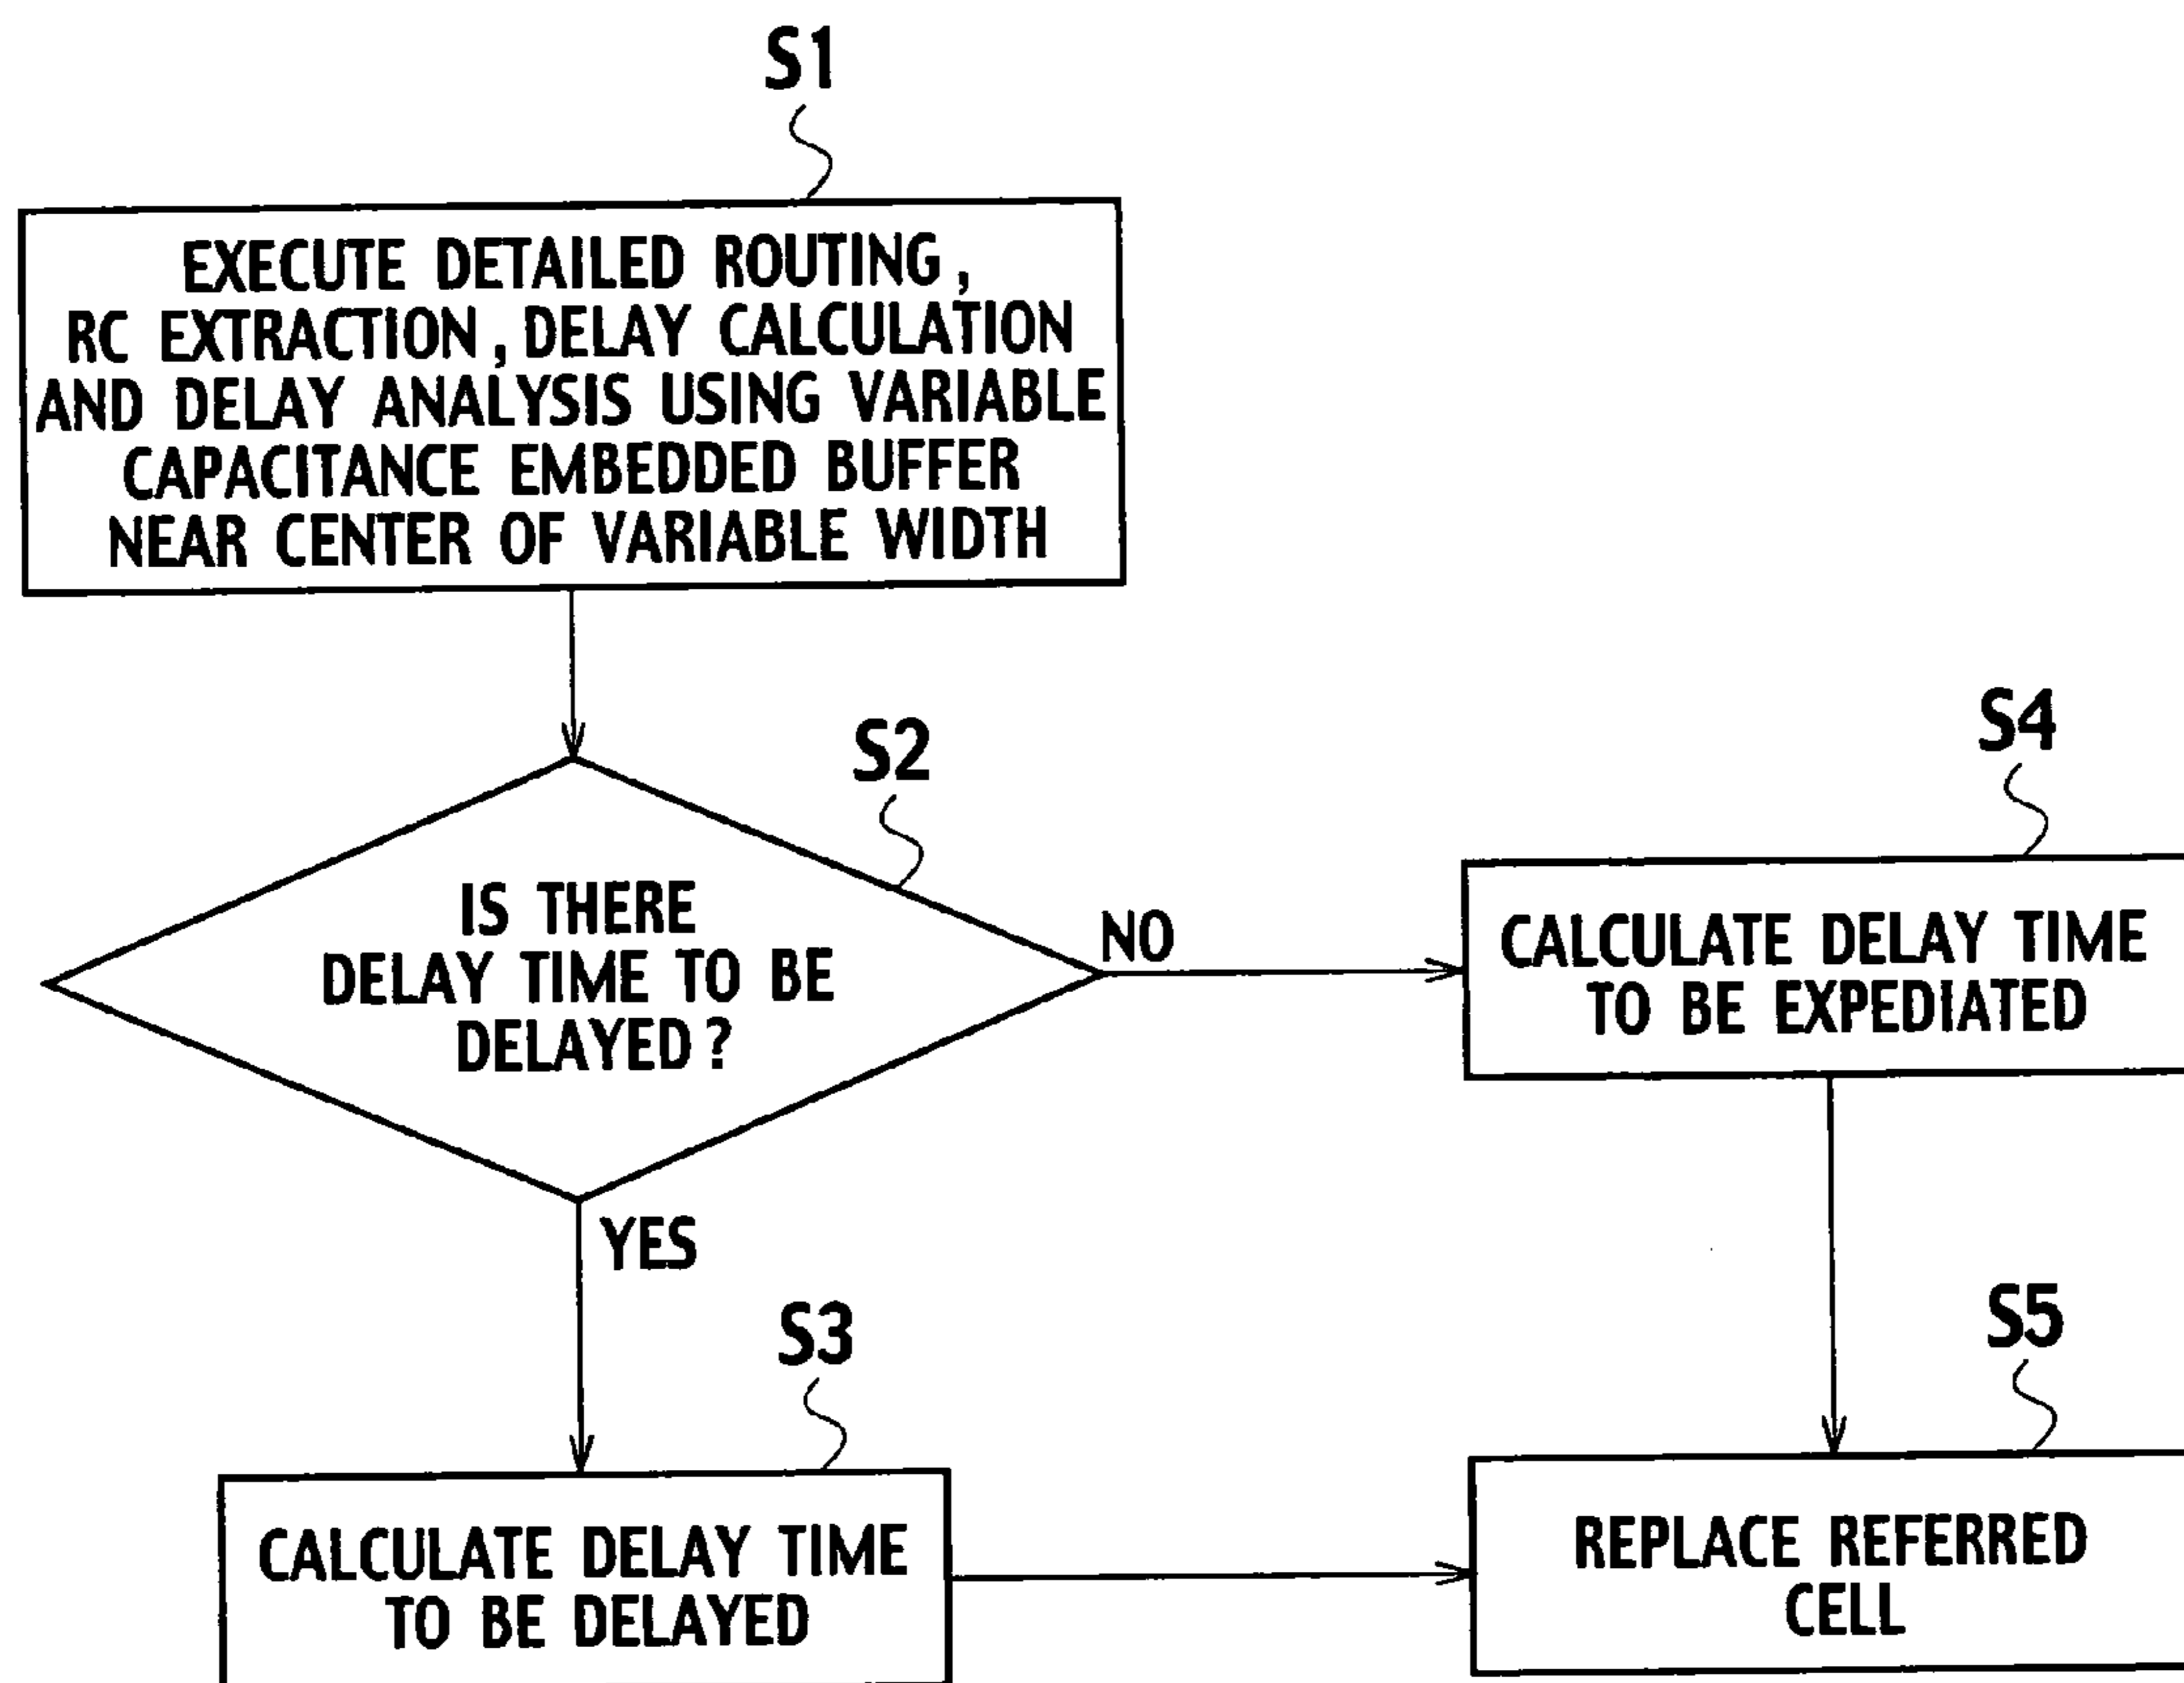 S1
EXECUTE DETAILED ROUTING,
RC EXTRACTION, DELAY CALCULATION
AND DELAY ANALYSIS USING VARIABLE
CAPACITANCE EMBEDDED BUFFER
NEAR CENTER OF VARIABLE WIDTH
S2
IS THERE
DELAY TIME TO BE
DELAYED?
NO
YES
S4
CALCULATE DELAY TIME
TO BE EXPEDIATED
S3
CALCULATE DELAY TIME
TO BE DELAYED
S5
REPLACE REFERRED
CELL